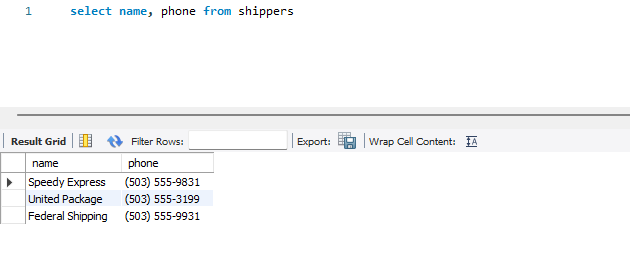 1 select name, phone from shippers
Result Grid Filter Rows: Export: Wrap Cell Content:
name phone
Speedy Express (503) 555-9831
United Package (503) 555-3199
Federal Shipping (503) 555-9931